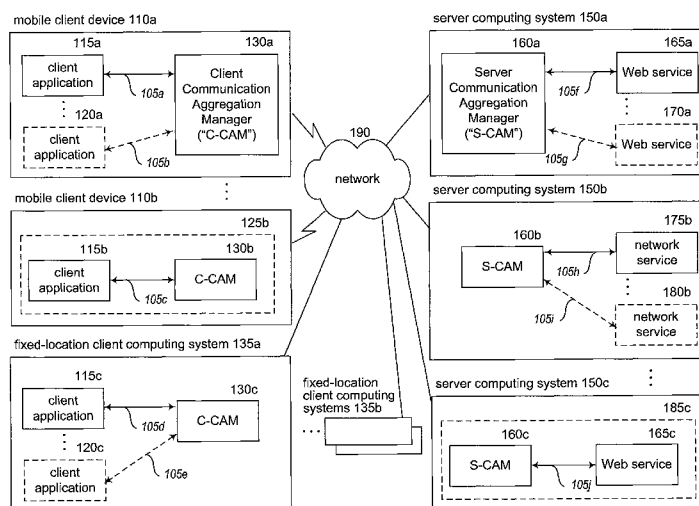 mobile client device 110a
115a
client
application
105a
120a
client
application
105b
130a
Client
Communication
Aggregation
Manager
("C-CAM")
mobile client device 110b
125b
115b
client
application
105c
130b
C-CAM
fixed-location client computing system 135a
115c
client
application
105d
120c
client
application
105e
130c
C-CAM
190
network
fixed-location
client computing
systems 135b
server computing system 150a
160a
Server
Communication
Aggregation
Manager
("S-CAM")
165a
Web service
105f
170a
Web service
105g
server computing system 150b
160b
S-CAM
175b
network
service
105h
180b
network
service
105i
server computing system 150c
185c
160c
S-CAM
165c
Web service
105j